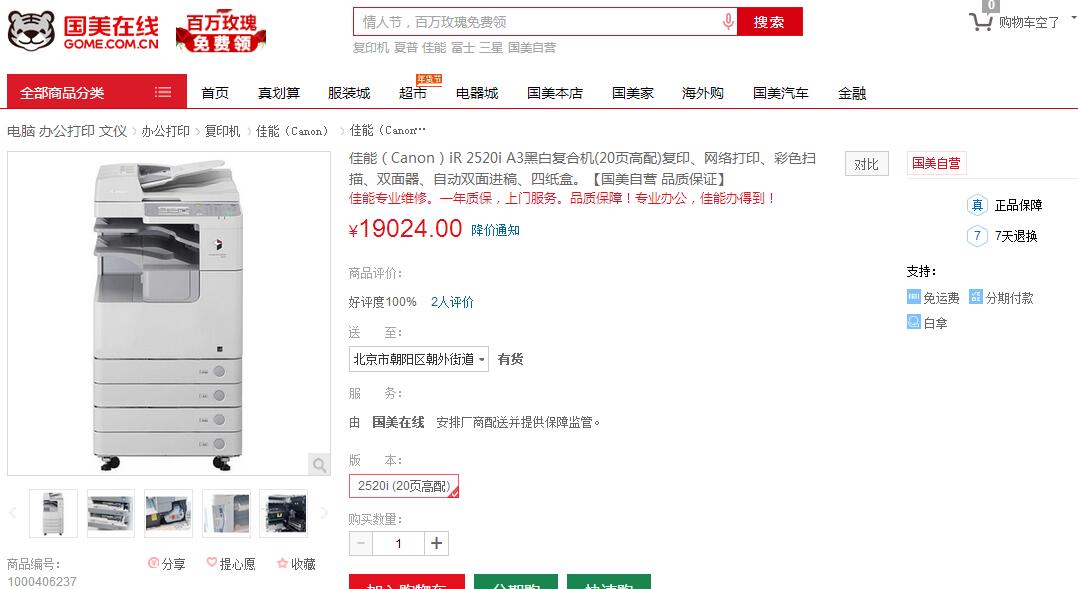 国美在线
GOME.COM.CN
百万玫瑰
免费领
情人节，百万玫瑰免费领
搜索
0
购物车空了
复印机 夏普 佳能 富士 三星 国美自营
年货节
全部商品分类 首页 真划算 服装城 超市 电器城 国美本店 国美家 海外购 国美汽车 金融
电脑 办公打印 文仪 > 办公打印 > 复印机 > 佳能（Canon） > 佳能（Canon…
佳能（Canon）iR 2520i A3黑白复合机(20页高配)复印、网络打印、彩色扫
描、双面器、自动双面进稿、四纸盒。【国美自营 品质保证】
佳能专业维修。一年质保，上门服务。品质保障！专业办公，佳能办得到！
¥19024.00 降价通知
对比
国美自营
真 正品保障
7 7天退换
支持：
免运费 分期付款
白拿
商品评价：
好评度100% 2人评价
送 至：
北京市朝阳区朝外街道 有货
服 务：
由 国美在线 安排厂商配送并提供保障监管。
版 本：
2520i (20页高配)
购买数量：
− 1 +
加入购物车 分期购 快速购
商品编号：
1000406237
分享 提心愿 收藏